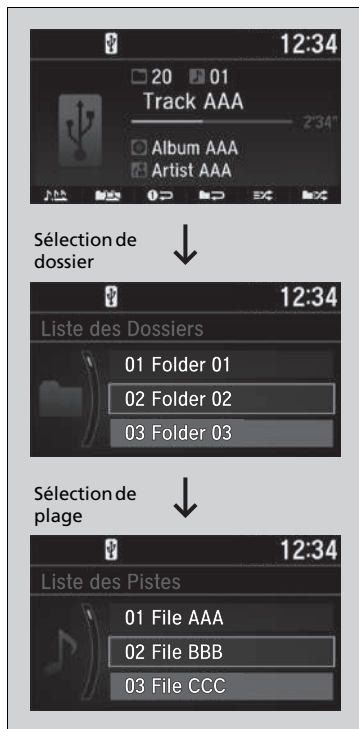 12:34
20 01
Track AAA
2'34"
Album AAA
Artist AAA
Sélection de
dossier
12:34
Liste des Dossiers
01 Folder 01
02 Folder 02
03 Folder 03
Sélection de
plage
12:34
Liste des Pistes
01 File AAA
02 File BBB
03 File CCC